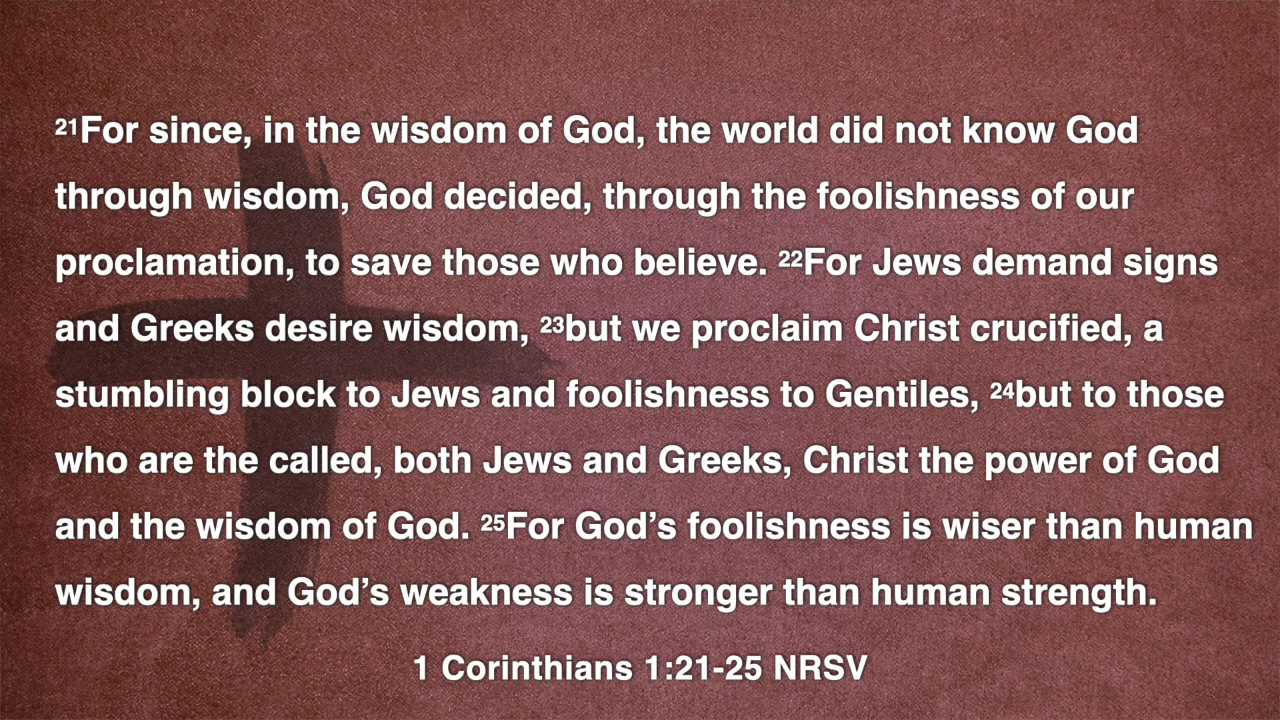 ²¹For since, in the wisdom of God, the world did not know God
through wisdom, God decided, through the foolishness of our
proclamation, to save those who believe. ²²For Jews demand signs
and Greeks desire wisdom, ²³but we proclaim Christ crucified, a
stumbling block to Jews and foolishness to Gentiles, ²⁴but to those
who are the called, both Jews and Greeks, Christ the power of God
and the wisdom of God. ²⁵For God’s foolishness is wiser than human
wisdom, and God’s weakness is stronger than human strength.
1 Corinthians 1:21-25 NRSV